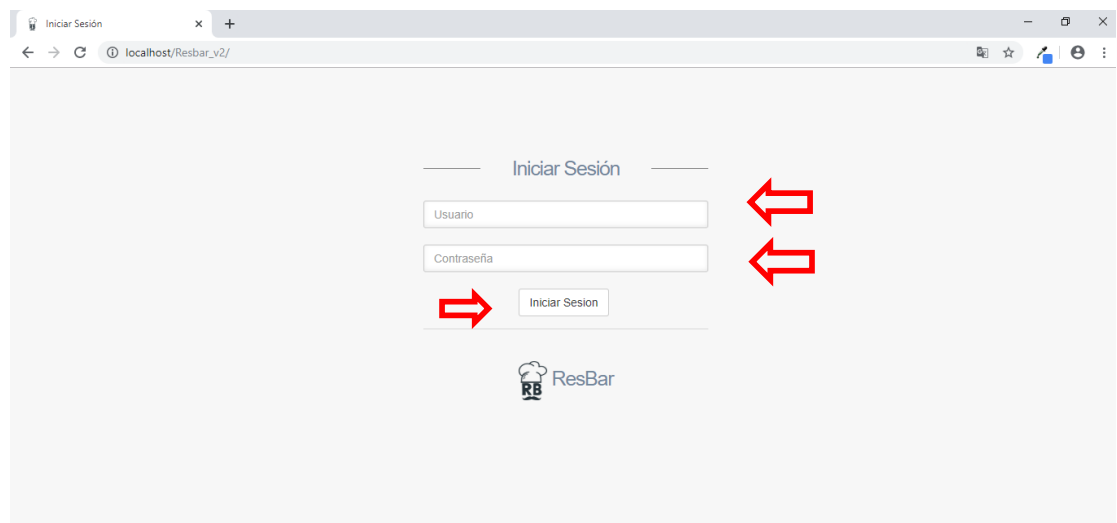 Iniciar Sesión
localhost/Resbar_v2/
Iniciar Sesión
Usuario
Contraseña
Iniciar Sesion
RB
ResBar